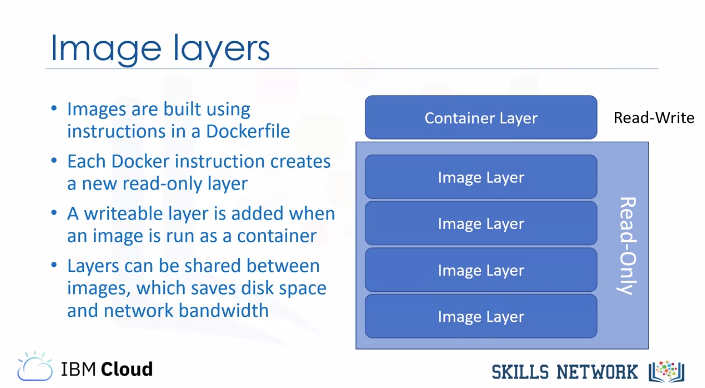 Image layers
• Images are built using
instructions in a Dockerfile
• Each Docker instruction creates
a new read-only layer
• A writeable layer is added when
an image is run as a container
• Layers can be shared between
images, which saves disk space
and network bandwidth
Container Layer
Read-Write
Image Layer
Image Layer
Image Layer
Image Layer
Read-Only
IBM Cloud
SKILLS NETWORK